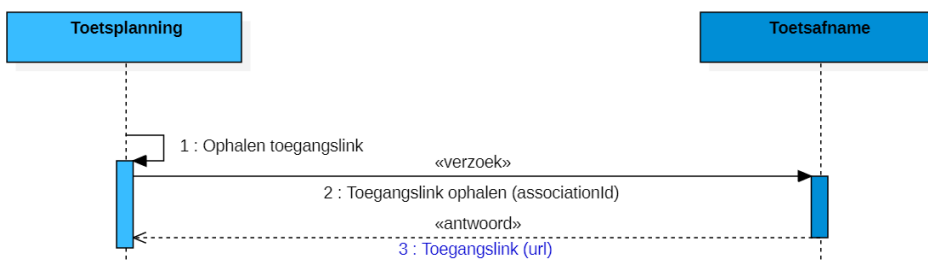 Toetsplanning
Toetsafname
1 : Ophalen toegangslink
«verzoek»
2 : Toegangslink ophalen (associationId)
«antwoord»
3 : Toegangslink (url)